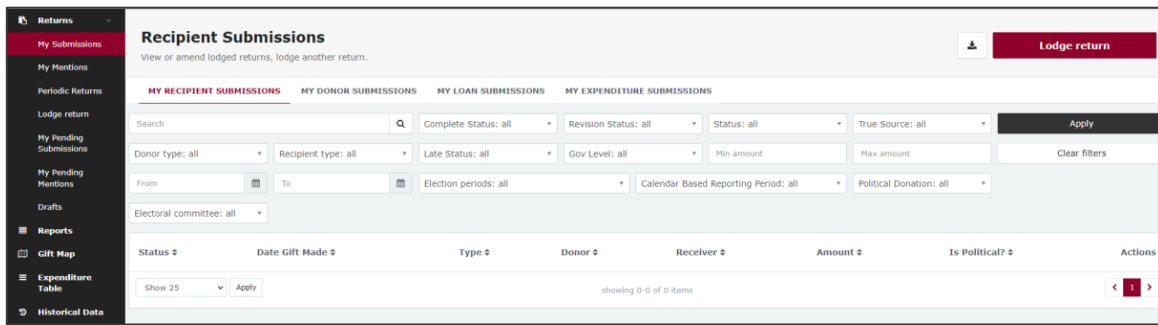 Returns
My Submissions
My Mentions
Periodic Returns
Lodge return
My Pending
Submissions
My Pending
Mentions
Drafts
Reports
Gift Map
Expenditure
Table
Historical Data
Recipient Submissions
View or amend lodged returns, lodge another return.
Lodge return
MY RECIPIENT SUBMISSIONS MY DONOR SUBMISSIONS MY LOAN SUBMISSIONS MY EXPENDITURE SUBMISSIONS
Search Complete Status: all Revision Status: all Status: all True Source: all Apply
Donor type: all Recipient type: all Late Status: all Gov Level: all Min amount Max amount Clear filters
From To Election periods: all Calendar Based Reporting Period: all Political Donation: all
Electoral committee: all
Status Date Gift Made Type Donor Receiver Amount Is Political? Actions
Show 25 Apply showing 0-0 of 0 items < 1 >